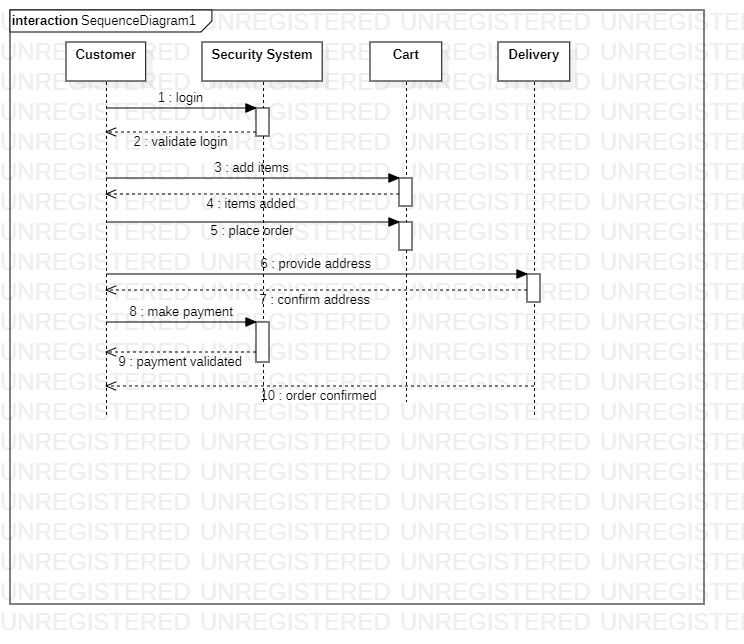 interaction SequenceDiagram1
Customer
Security System
Cart
Delivery
1 : login
2 : validate login
3 : add items
4 : items added
5 : place order
6 : provide address
7 : confirm address
8 : make payment
9 : payment validated
10 : order confirmed
UNREGISTERED UNREGISTERED UNREGISTERED UNREGISTERED